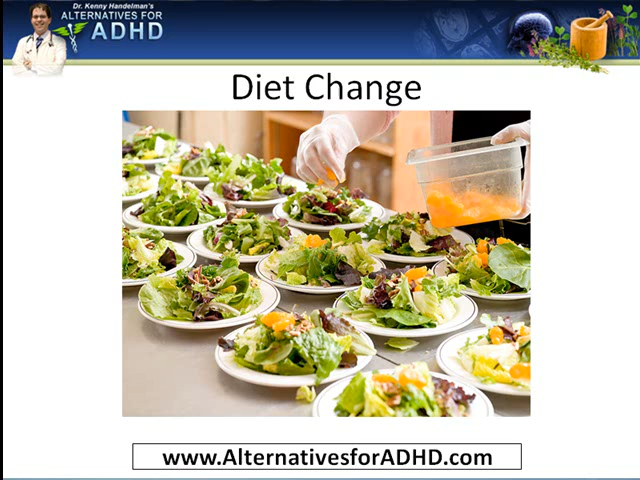 Dr. Kenny Handelman's
ALTERNATIVES FOR
ADHD
Diet Change
www.AlternativesforADHD.com